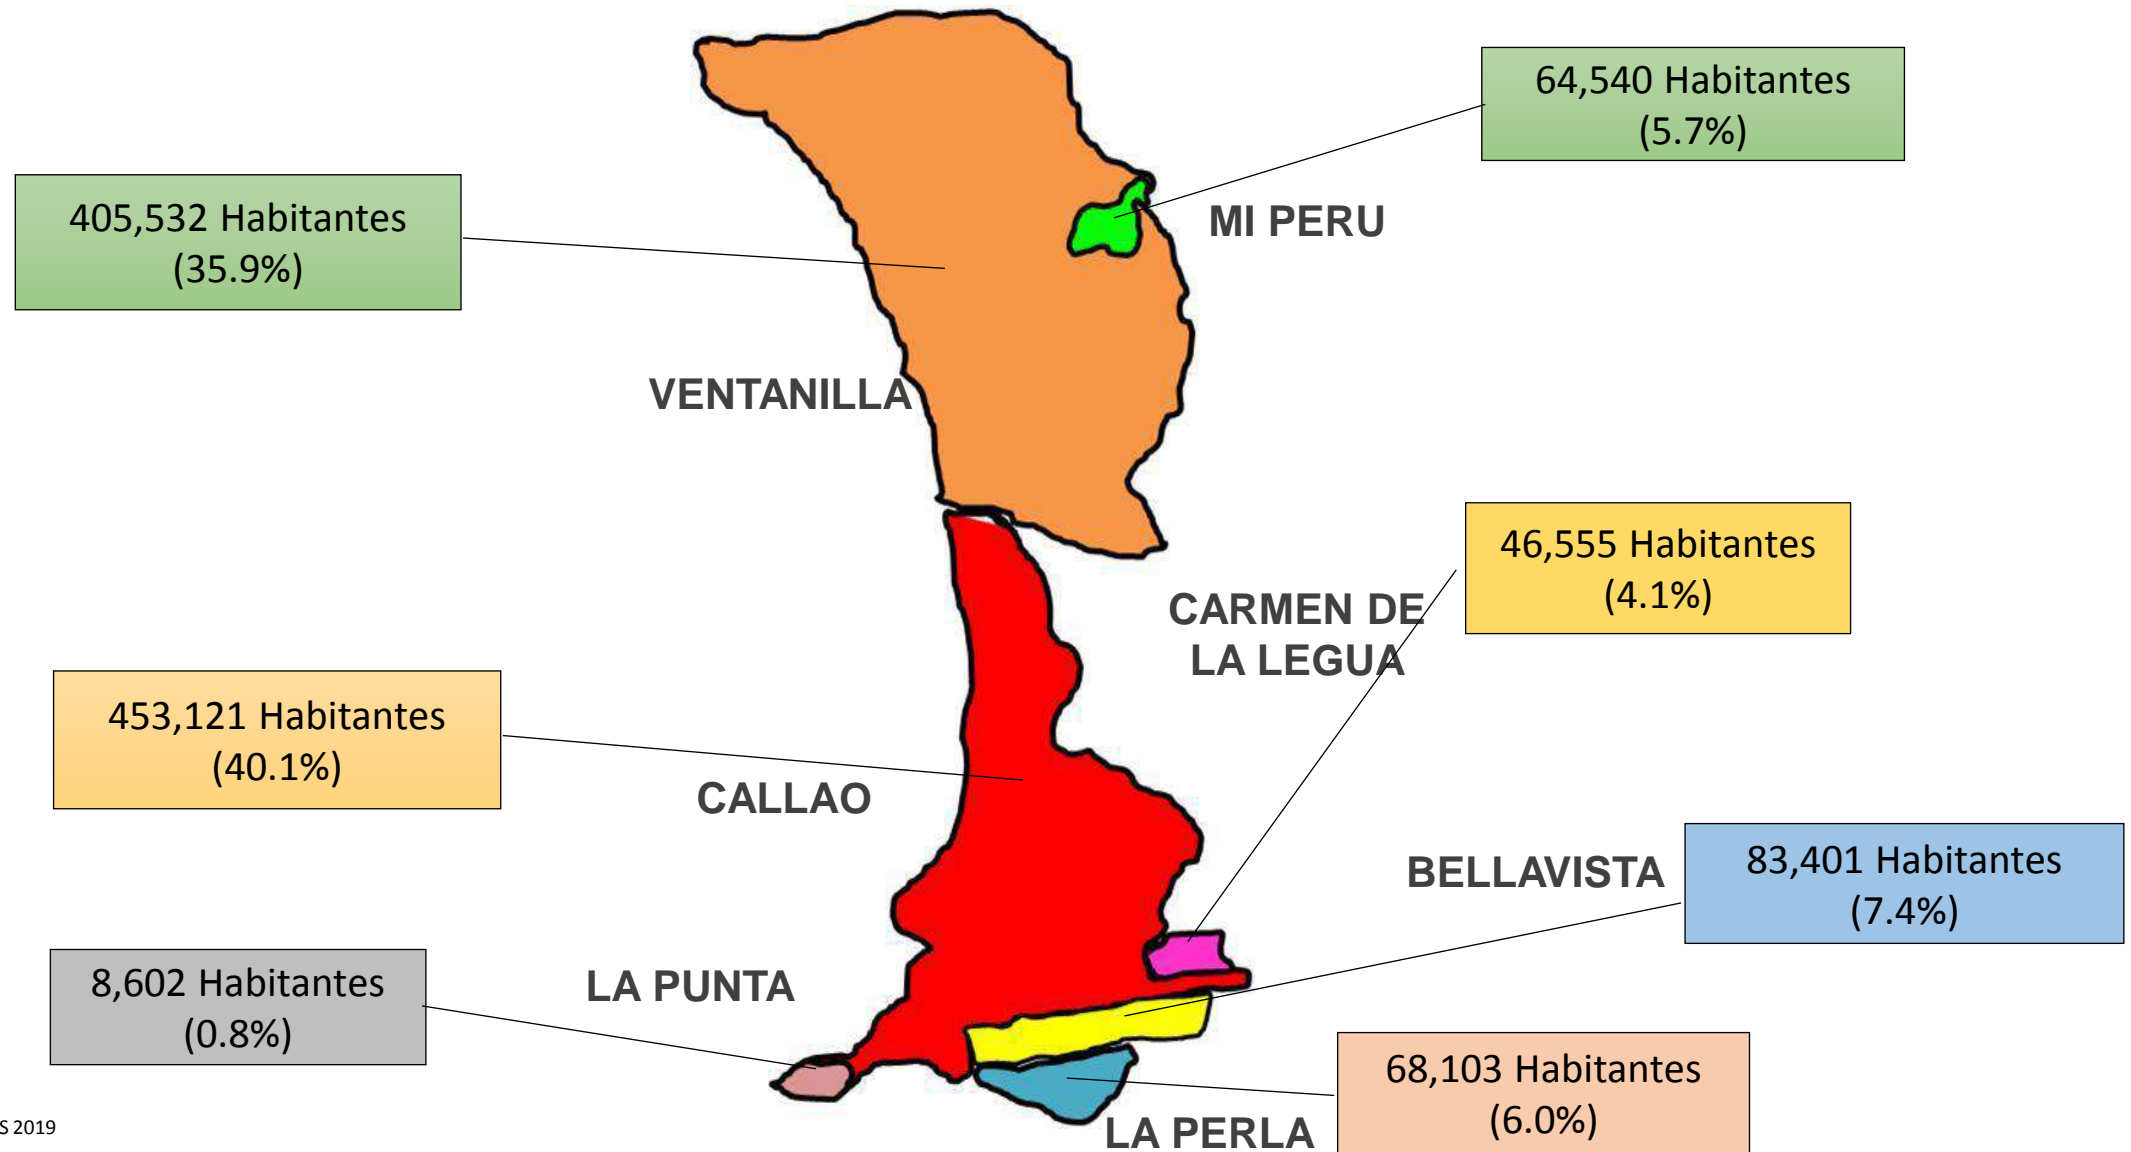 64,540 Habitantes
(5.7%)
MI PERU
405,532 Habitantes
(35.9%)
VENTANILLA
46,555 Habitantes
(4.1%)
CARMEN DE
LA LEGUA
453,121 Habitantes
(40.1%)
CALLAO
BELLAVISTA
83,401 Habitantes
(7.4%)
8,602 Habitantes
(0.8%)
LA PUNTA
68,103 Habitantes
(6.0%)
LA PERLA
2019